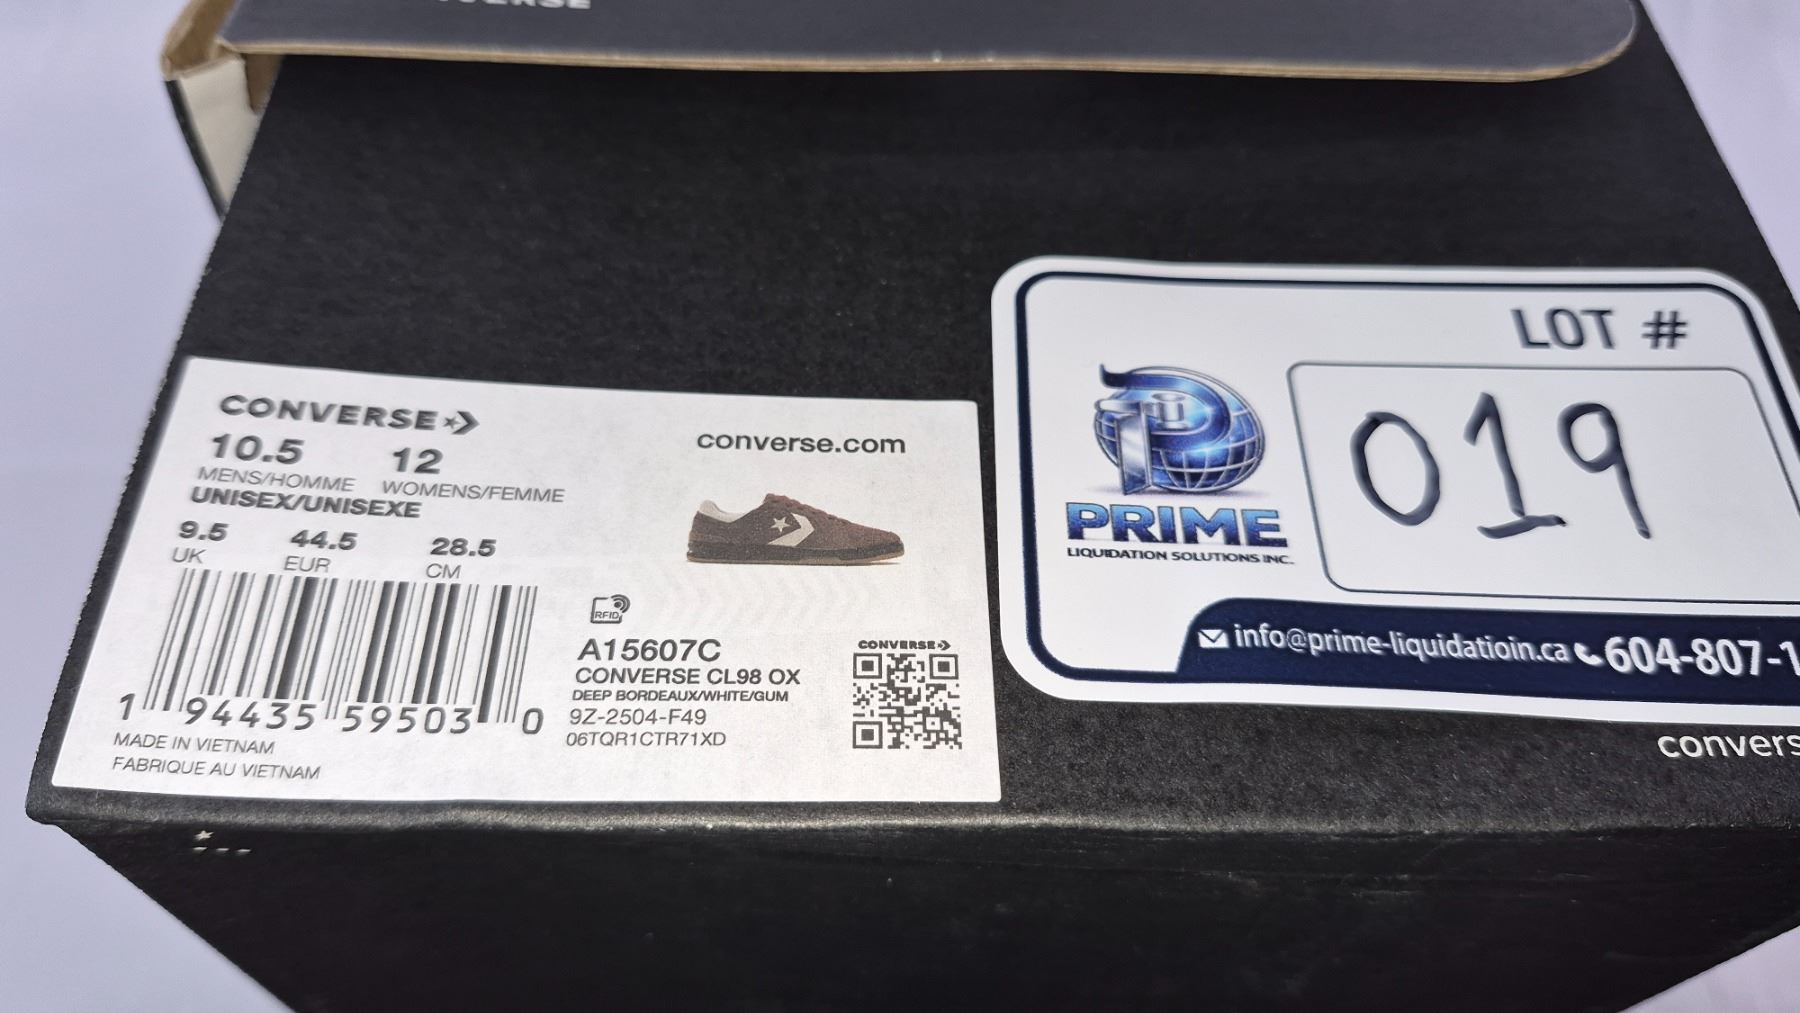 CONVERSE
CONVERSE
10.5 12
MENS/HOMME WOMENS/FEMME
UNISEX/UNISEXE
9.5 44.5 28.5
UK EUR CM
1 94435 59503 0
MADE IN VIETNAM
FABRIQUE AU VIETNAM
converse.com
RFID
A15607C
CONVERSE CL98 OX
DEEP BORDEAUX/WHITE/GUM
9Z-2504-F49
06TQR1CTR71XD
CONVERSE
LOT #
019
PRIME
LIQUIDATION SOLUTIONS INC.
info@prime-liquidatioin.ca 604-807-1
convers